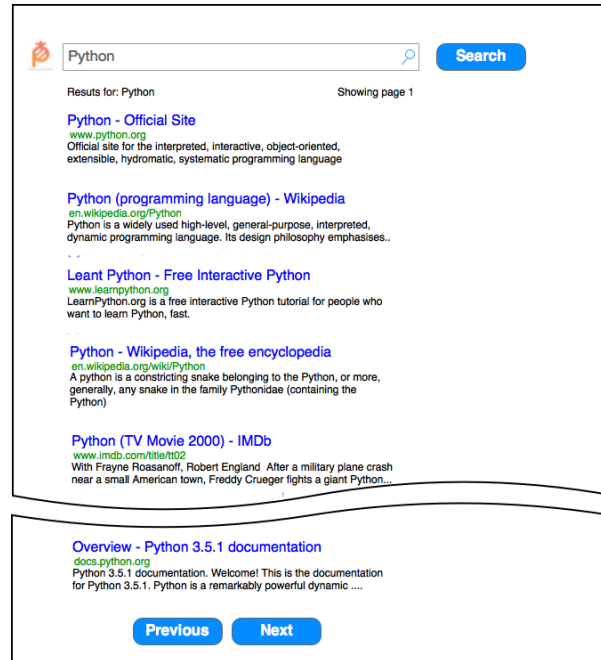 Python
Search
Resuts for: Python
Showing page 1
Python - Official Site
www.python.org
Official site for the interpreted, interactive, object-oriented,
extensible, hydromatic, systematic programming language
Python (programming language) - Wikipedia
en.wikipedia.org/Python
Python is a widely used high-level, general-purpose, interpreted,
dynamic programming language. Its design philosophy emphasises..
Leant Python - Free Interactive Python
www.learnpython.org
LearnPython.org is a free interactive Python tutorial for people who
want to learn Python, fast.
Python - Wikipedia, the free encyclopedia
en.wikipedia.org/wiki/Python
A python is a constricting snake belonging to the Python, or more,
generally, any snake in the family Pythonidae (containing the
Python)
Python (TV Movie 2000) - IMDb
www.imdb.com/title/tt02
With Frayne Roasanoff, Robert England  After a military plane crash
near a small American town, Freddy Crueger fights a giant Python...
Overview - Python 3.5.1 documentation
docs.python.org
Python 3.5.1 documentation. Welcome! This is the documentation
for Python 3.5.1. Python is a remarkably powerful dynamic ....
Previous
Next